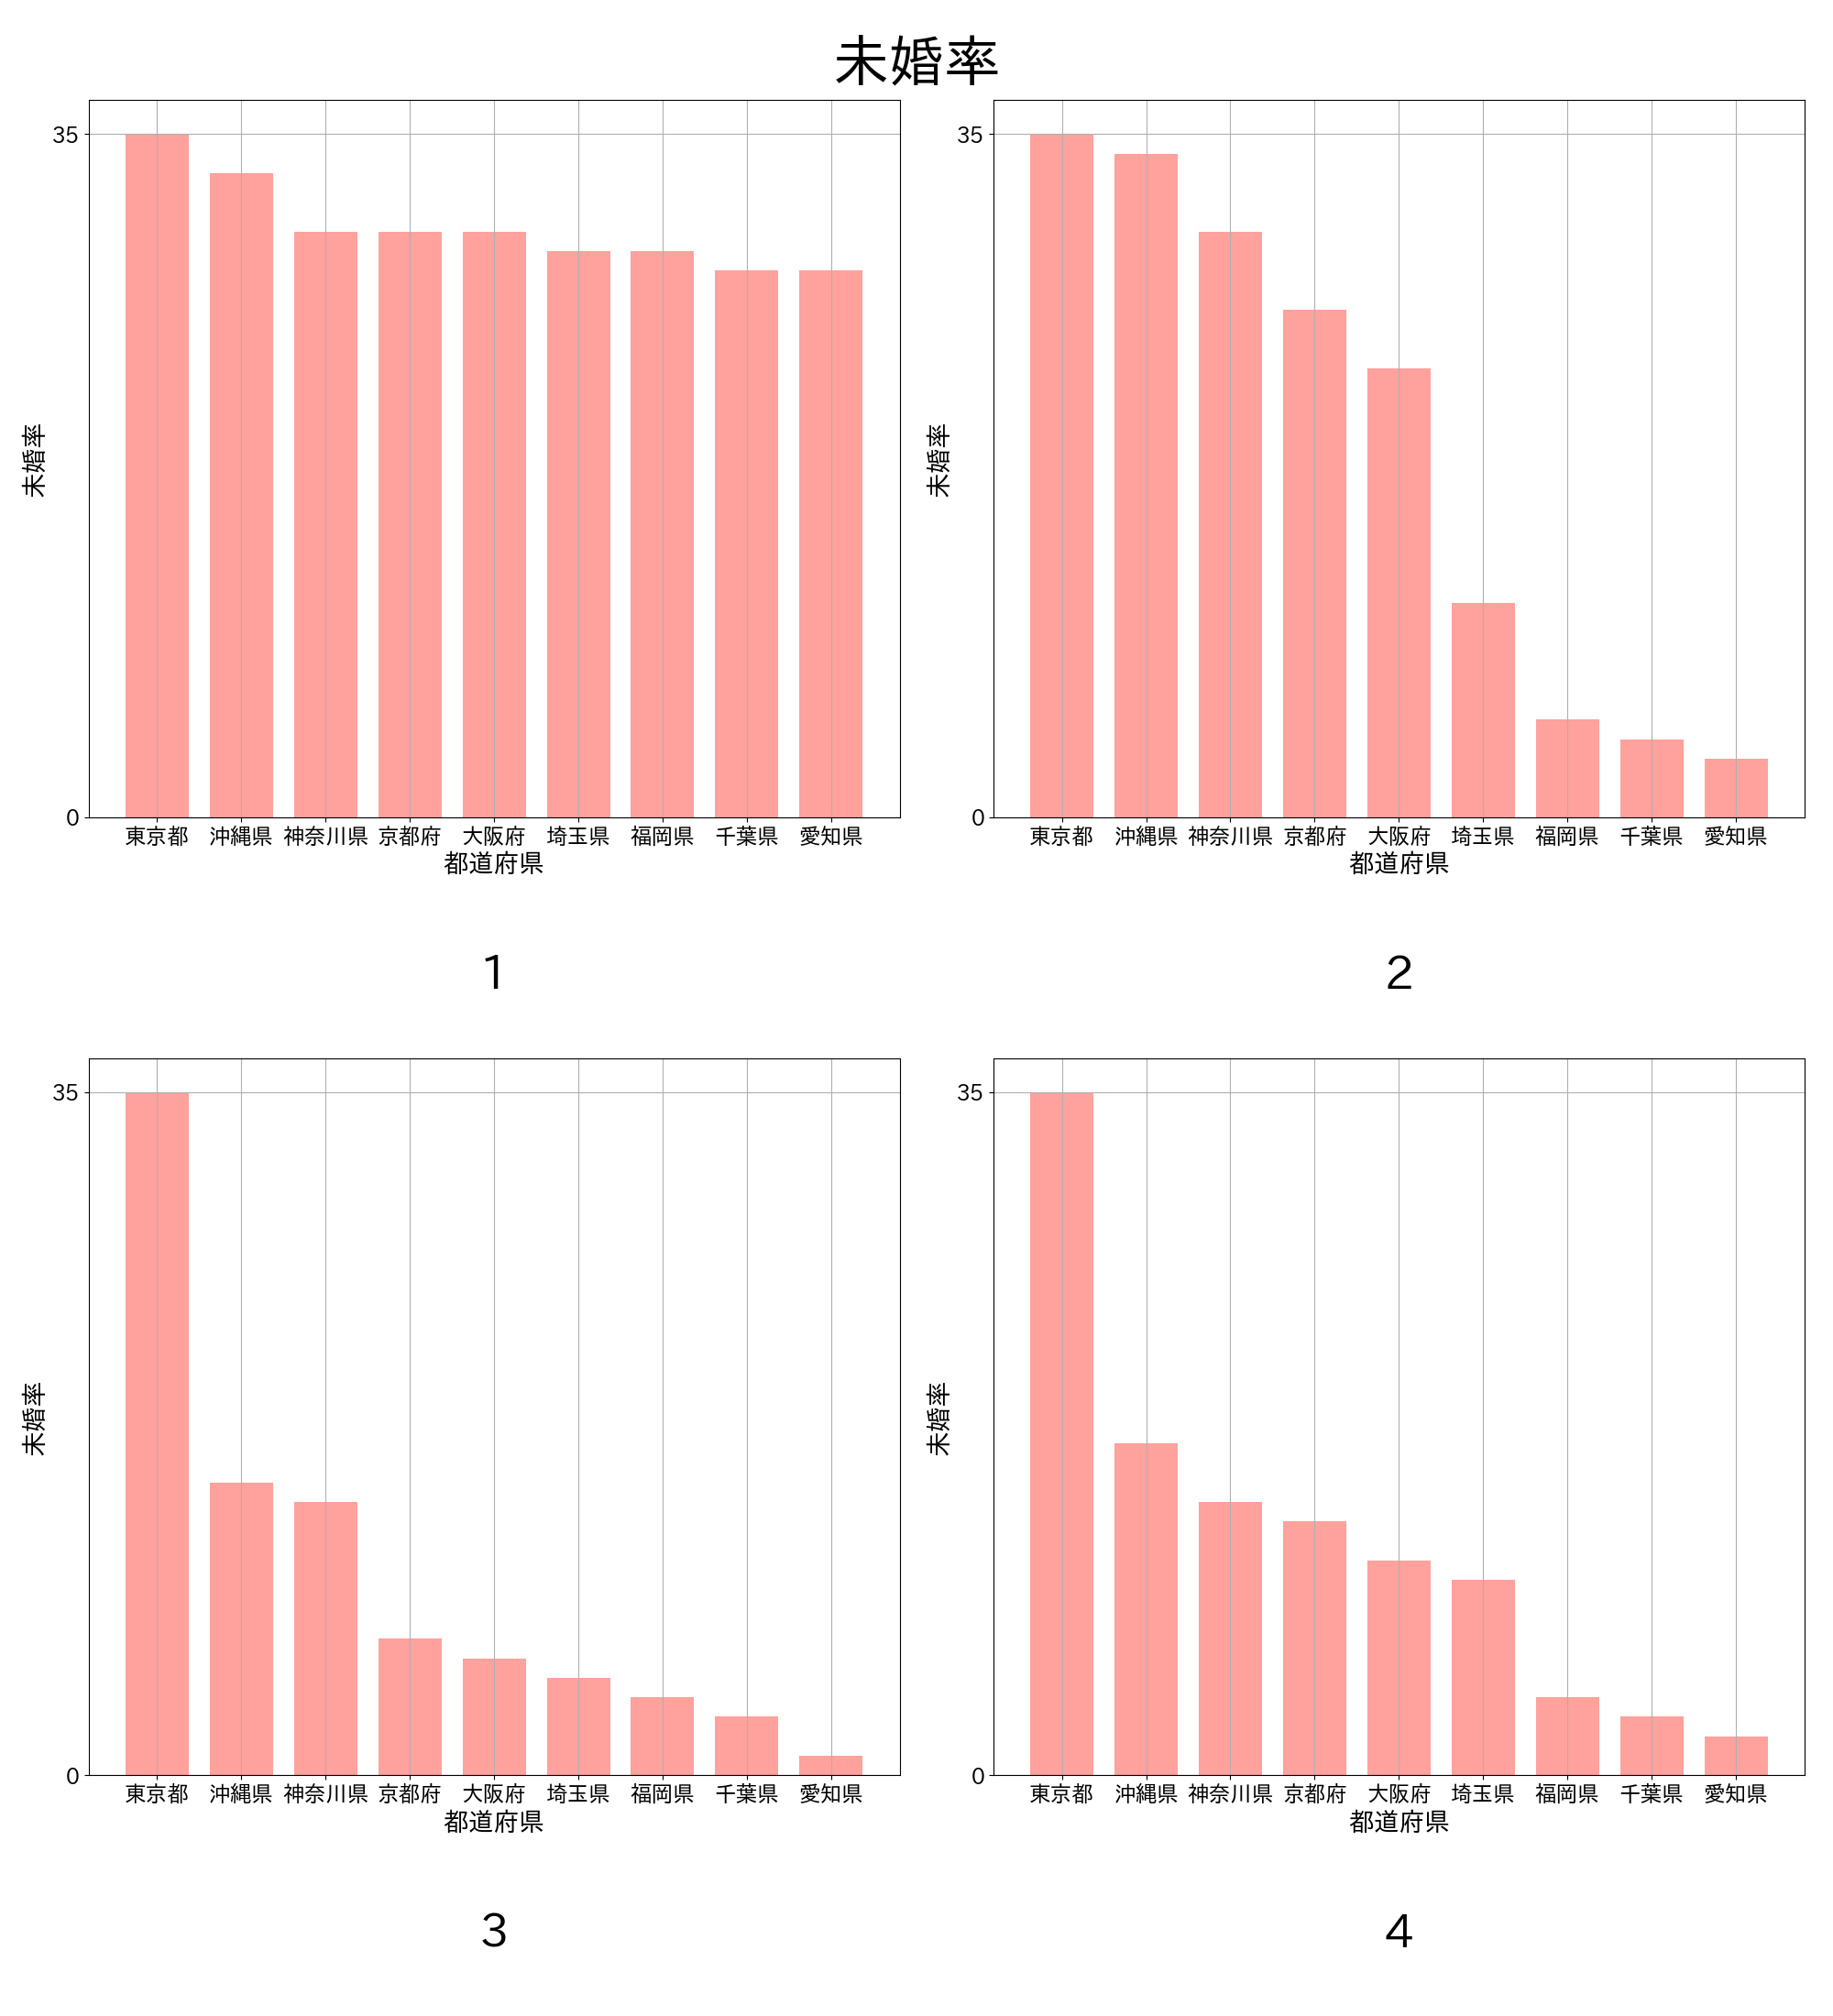 未婚率
35
0
未婚率
東京都 沖縄県 神奈川県 京都府 大阪府 埼玉県 福岡県 千葉県 愛知県
都道府県
1
35
0
未婚率
東京都 沖縄県 神奈川県 京都府 大阪府 埼玉県 福岡県 千葉県 愛知県
都道府県
2
35
0
未婚率
東京都 沖縄県 神奈川県 京都府 大阪府 埼玉県 福岡県 千葉県 愛知県
都道府県
3
35
0
未婚率
東京都 沖縄県 神奈川県 京都府 大阪府 埼玉県 福岡県 千葉県 愛知県
都道府県
4